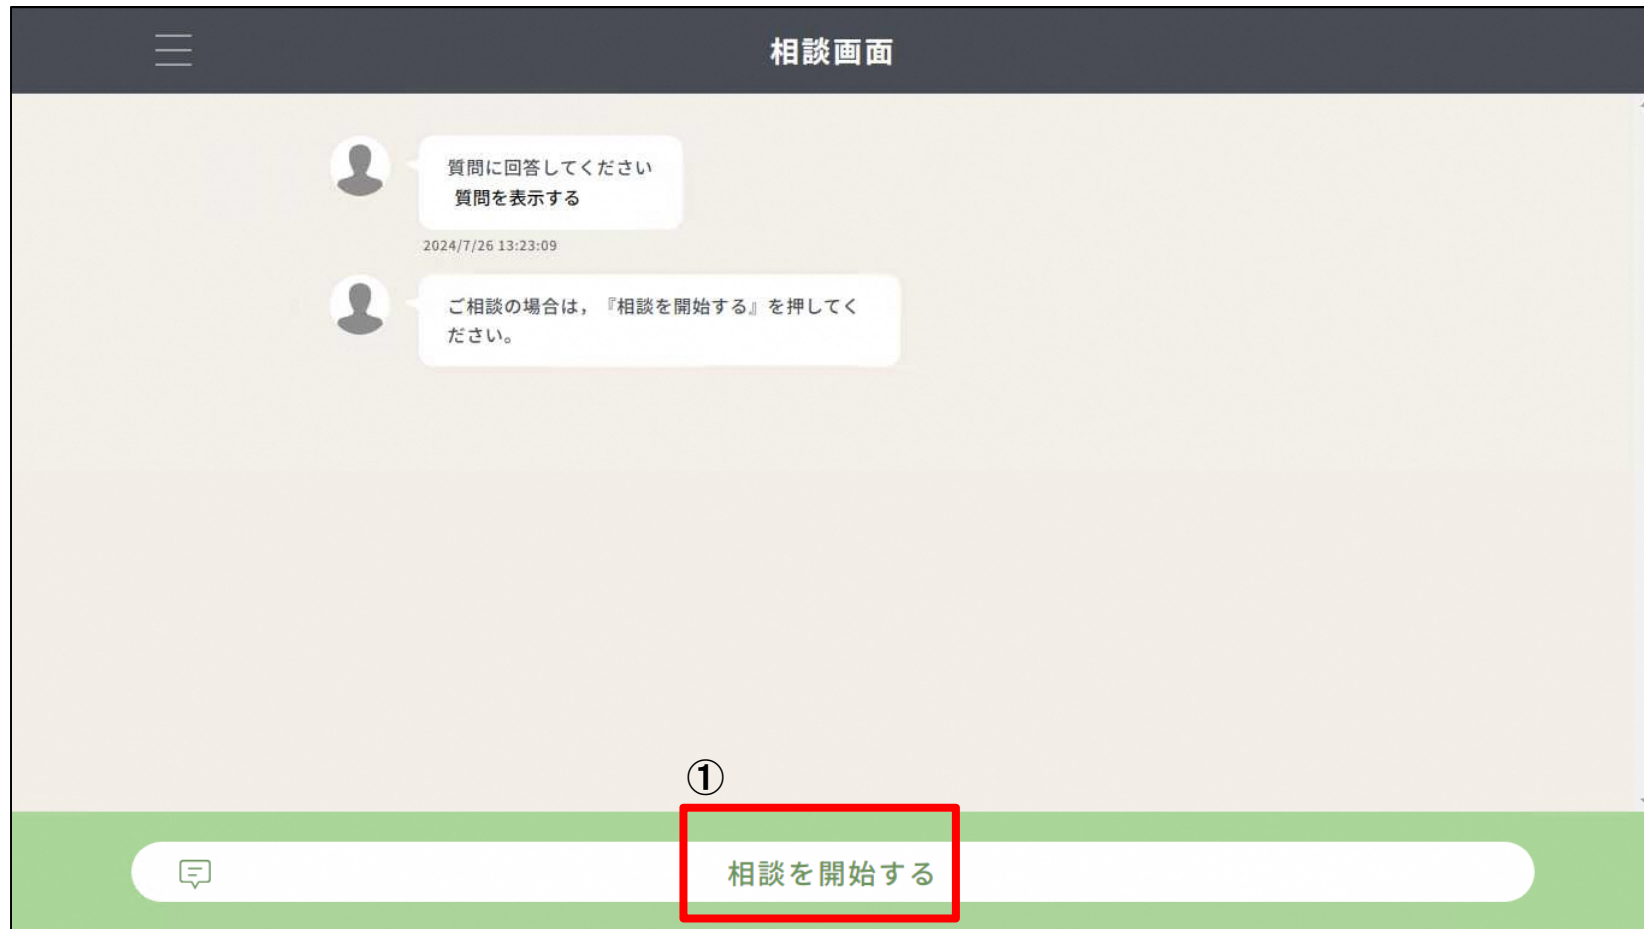 相談画面
質問に回答してください
質問を表示する
2024/7/26 13:23:09
ご相談の場合は，『相談を開始する』を押してく
ださい。
①
相談を開始する